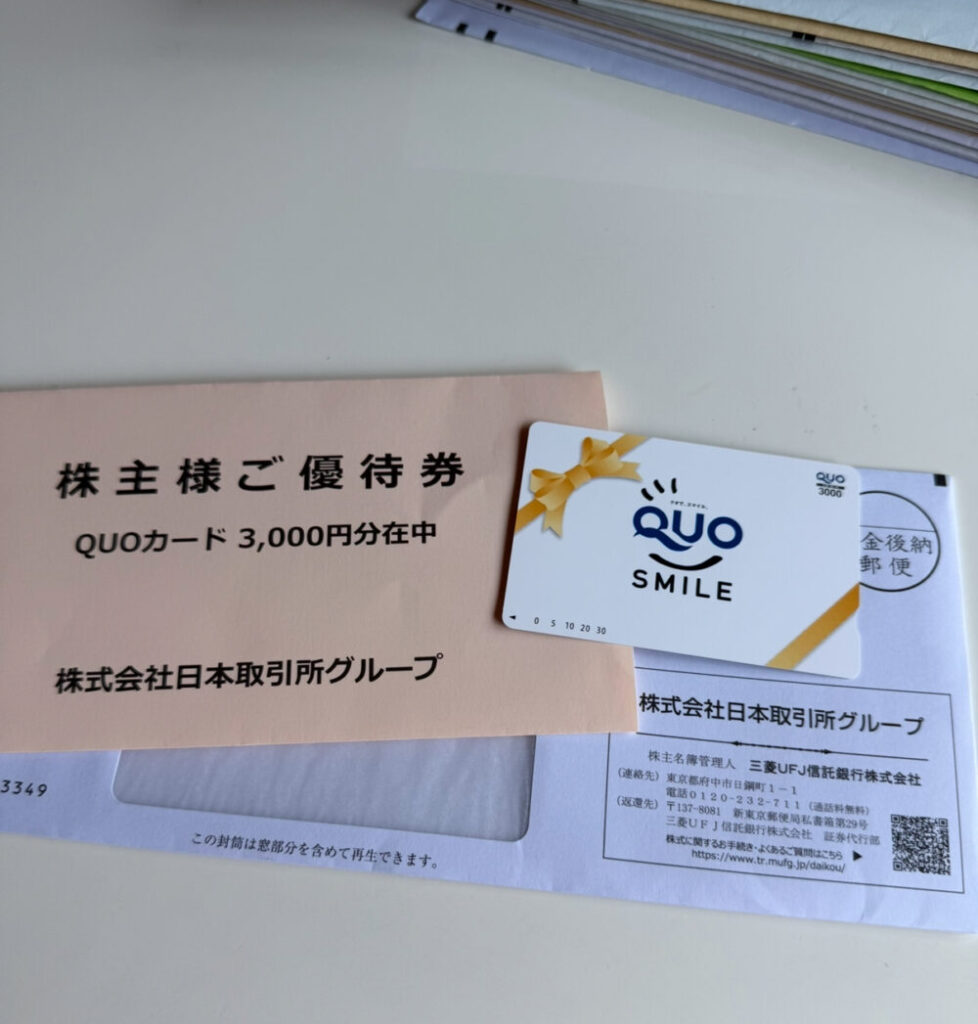 株主様ご優待券
QUOカード 3,000円分在中
株式会社日本取引所グループ
クオで、スマイル。
QUO
SMILE
QUO
3000
0 5 10 20 30
金後納
郵便
株式会社日本取引所グループ
株主名簿管理人 三菱UFJ信託銀行株式会社
(連絡先) 東京都府中市日鋼町1-1
電話0120-232-711(通話料無料)
(返還先) 〒137-8081 新東京郵便局私書箱第29号
三菱UFJ信託銀行株式会社 証券代行部
株式に関するお手続き・よくあるご質問はこちら ▶
https://www.tr.mufg.jp/daikou/
3349
この封筒は窓部分を含めて再生できます。